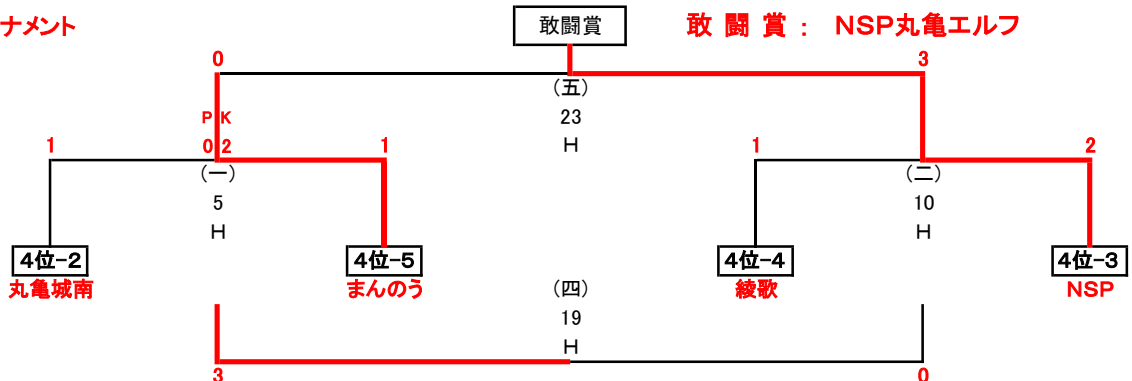 ナメント
敢闘賞
敢 闘 賞 ： NSP丸亀エルフ
0
3
(五)
23
H
P K
1
0 2
1
1
2
(一)
5
H
(二)
10
H
4位-2
4位-5
4位-4
4位-3
丸亀城南
まんのう
綾歌
NSP
(四)
19
H
3
0